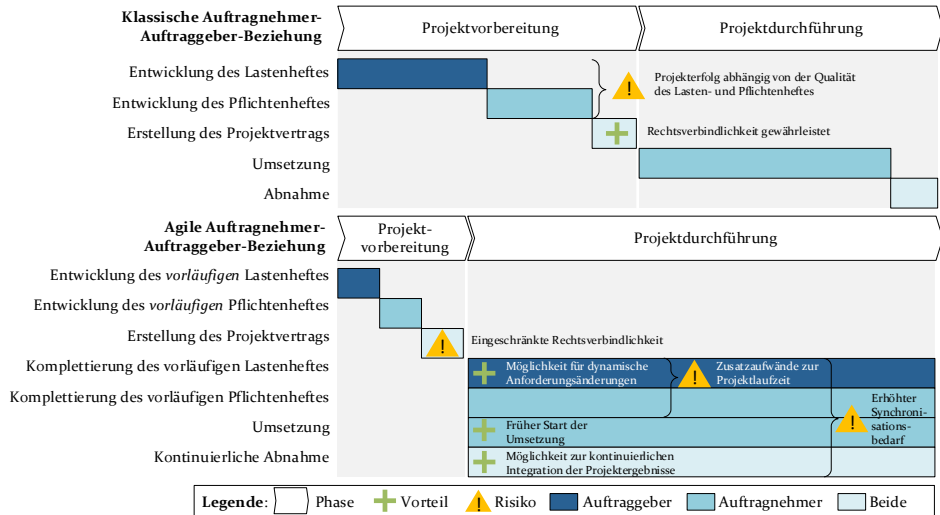 Klassische Auftragnehmer-
Auftraggeber-Beziehung
Projektvorbereitung
Projektdurchführung
Entwicklung des Lastenheftes
Entwicklung des Pflichtenheftes
! Projekterfolg abhängig von der Qualität
des Lasten- und Pflichtenheftes
Erstellung des Projektvertrags
Rechtsverbindlichkeit gewährleistet
Umsetzung
Abnahme
Agile Auftragnehmer-
Auftraggeber-Beziehung
Projekt-
vorbereitung
Projektdurchführung
Entwicklung des vorläufigen Lastenheftes
Entwicklung des vorläufigen Pflichtenheftes
Erstellung des Projektvertrags
! Eingeschränkte Rechtsverbindlichkeit
Komplettierung des vorläufigen Lastenheftes
Möglichkeit für dynamische
Anforderungsänderungen
! Zusatzaufwände zur
Projektlaufzeit
Komplettierung des vorläufigen Pflichtenheftes
Umsetzung
Früher Start der
Umsetzung
! Erhöhter
Synchroni-
sations-
bedarf
Kontinuierliche Abnahme
Möglichkeit zur kontinuierlichen
Integration der Projektergebnisse
Legende: Phase Vorteil ! Risiko Auftraggeber Auftragnehmer Beide